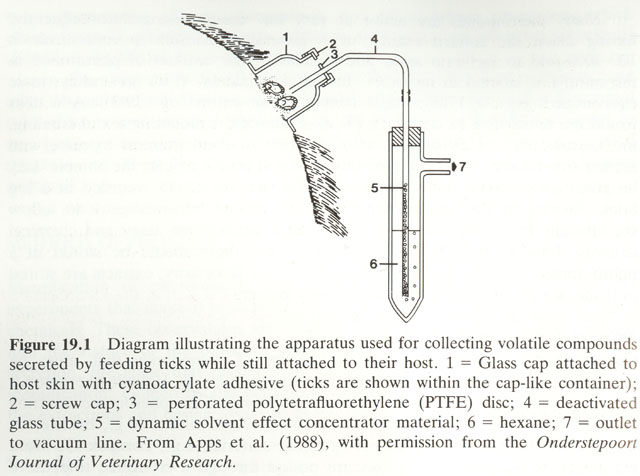 1
2
3
4
5
6
7
Figure 19.1 Diagram illustrating the apparatus used for collecting volatile compounds
secreted by feeding ticks while still attached to their host. 1 = Glass cap attached to
host skin with cyanoacrylate adhesive (ticks are shown within the cap-like container);
2 = screw cap; 3 = perforated polytetrafluoroethylene (PTFE) disc; 4 = deactivated
glass tube; 5 = dynamic solvent effect concentrator material; 6 = hexane; 7 = outlet
to vacuum line. From Apps et al. (1988), with permission from the Onderstepoort
Journal of Veterinary Research.